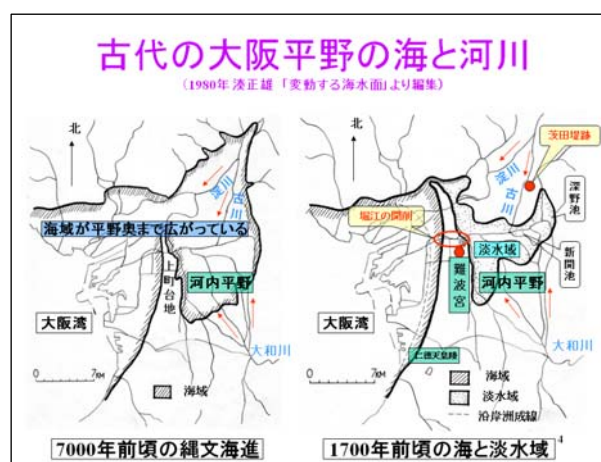 古代の大阪平野の海と河川
(1980年 湊正雄 「変動する海水面」より編集)
北
淀川
古川
海域が平野奥まで広がっている
上町台地
河内平野
大阪湾
大和川
0 7KM
海域
7000年前頃の縄文海進
北
茨田堤跡
淀川
古川
深野池
堀江の開削
淡水域
新開池
難波宮
河内平野
大阪湾
大和川
仁徳天皇陵
0 7KM
海域
淡水域
沿岸洲成線
1700年前頃の海と淡水域
4